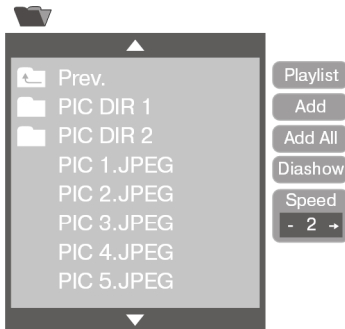 Prev.
PIC DIR 1
PIC DIR 2
PIC 1.JPEG
PIC 2.JPEG
PIC 3.JPEG
PIC 4.JPEG
PIC 5.JPEG
Playlist
Add
Add All
Diashow
Speed
- 2 →